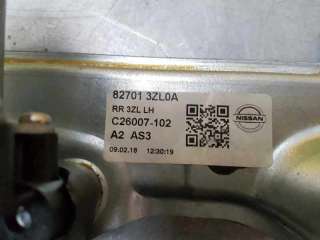 82701 3ZL0A
RR 3ZL LH
C26007-102
A2 AS3
09.02.18 12:30:19
NISSAN